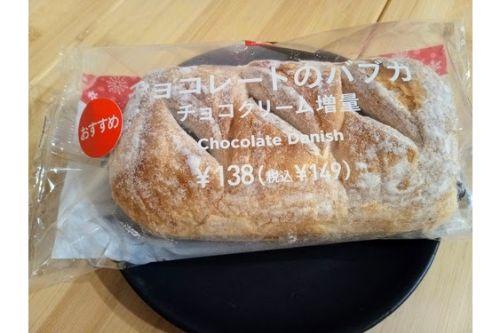 チョコレートのバブカ
チョコクリーム増量
おすすめ
Chocolate Danish
¥138(税込¥149)